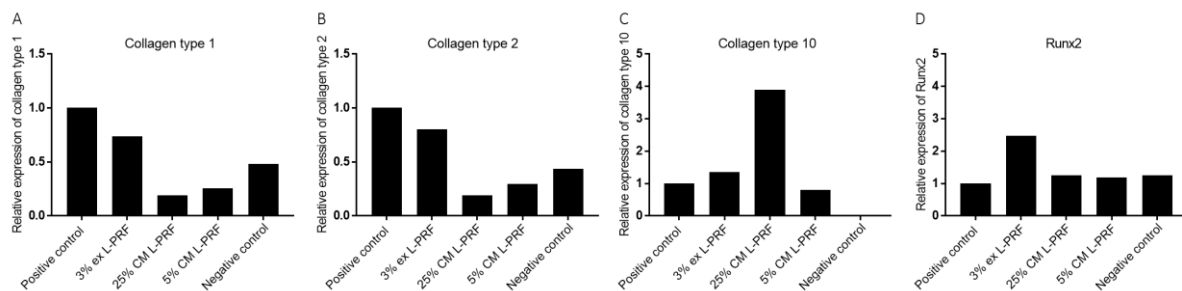 A
Collagen type 1
Relative expression of collagen type 1
1.5
1.0
0.5
0.0
Positive control
3% ex L-PRF
25% CM L-PRF
5% CM L-PRF
Negative control
B
Collagen type 2
Relative expression of collagen type 2
1.5
1.0
0.5
0.0
Positive control
3% ex L-PRF
25% CM L-PRF
5% CM L-PRF
Negative control
C
Collagen type 10
Relative expression of collagen type 10
5
4
3
2
1
0
Positive control
3% ex L-PRF
25% CM L-PRF
5% CM L-PRF
Negative control
D
Runx2
Relative expression of Runx2
5
4
3
2
1
0
Positive control
3% ex L-PRF
25% CM L-PRF
5% CM L-PRF
Negative control